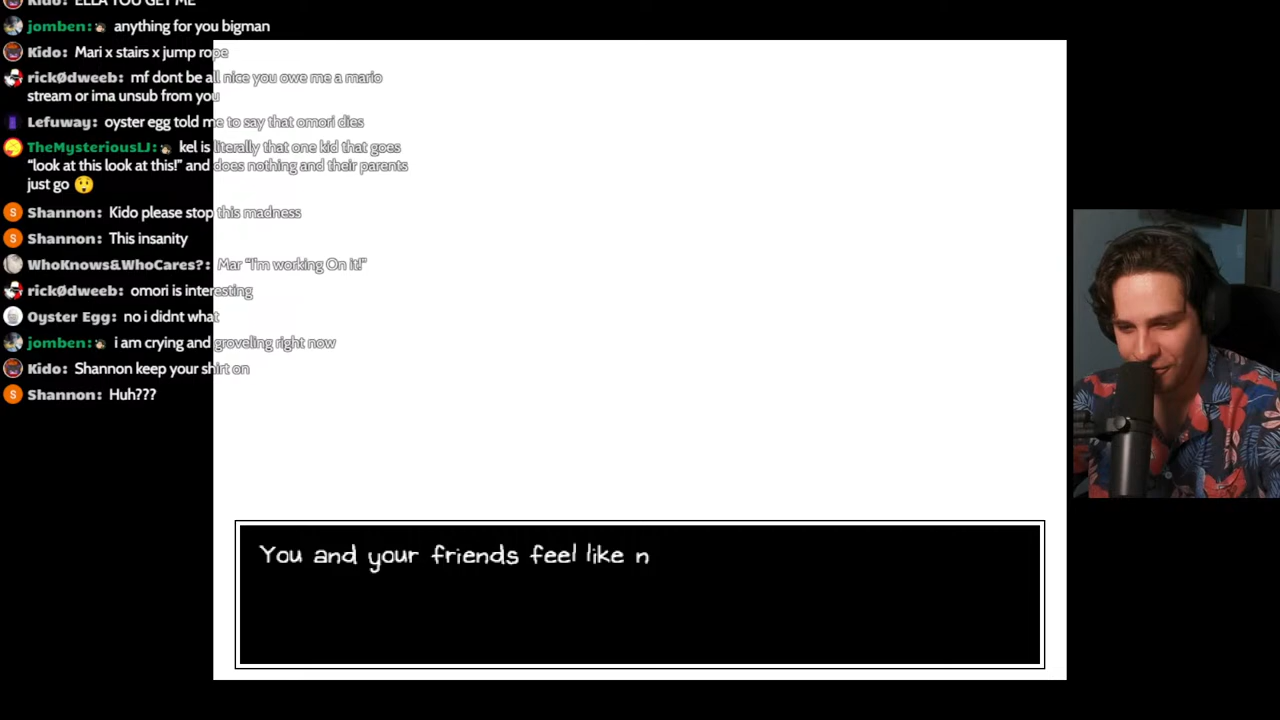 Kido: ELLA YOU GET ME
jomben: anything for you bigman
Kido: Mari x stairs x jump rope
rickØdweeb: mf dont be all nice you owe me a mario
stream or ima unsub from you
Lefuway: oyster egg told me to say that omori dies
TheMysteriousLJ: kel is literally that one kid that goes
“look at this look at this!” and does nothing and their parents
just go 😲
Shannon: Kido please stop this madness
Shannon: This insanity
WhoKnows&WhoCares?: Mar “I’m working On it!”
rickØdweeb: omori is interesting
Oyster Egg: no i didnt what
jomben: i am crying and groveling right now
Kido: Shannon keep your shirt on
Shannon: Huh???
You and your friends feel like n